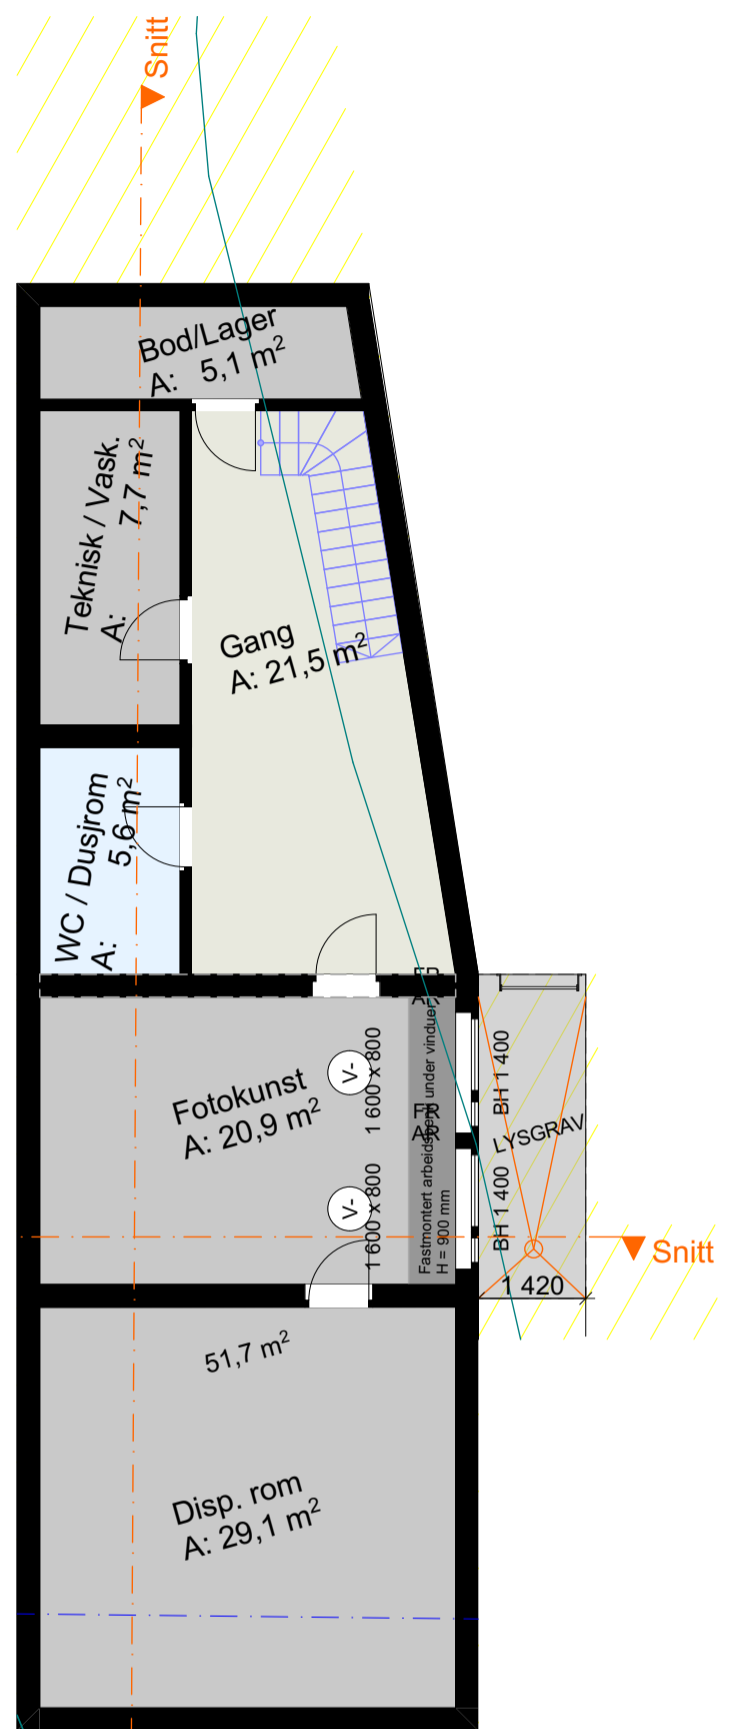 Snitt
Bod/Lager
A: 5,1 m²
Teknisk / Vask.
A: 7,7 m²
Gang
A: 21,5 m²
WC / Dusjrom
A: 5,6 m²
Fotokunst
A: 20,9 m²
V-
1 600 x 800
V-
1 600 x 800
Fastmontert arbeidsbenk under vinduer
H = 900 mm
BH 1 400
LYSGRAV
BH 1 400
1 420
Snitt
51,7 m²
Disp. rom
A: 29,1 m²